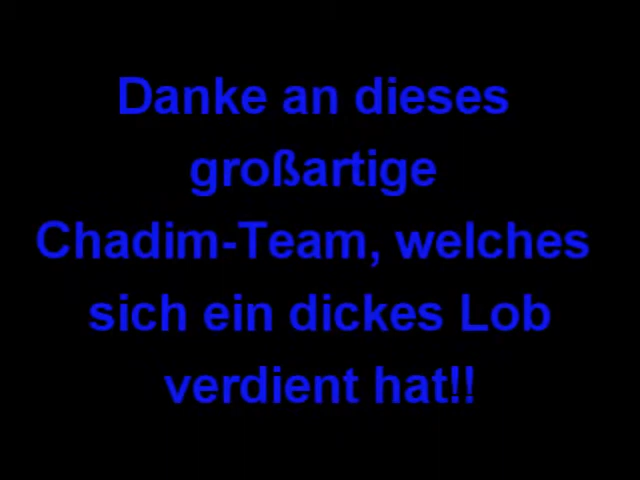 Danke an dieses
großartige
Chadim-Team, welches
sich ein dickes Lob
verdient hat!!